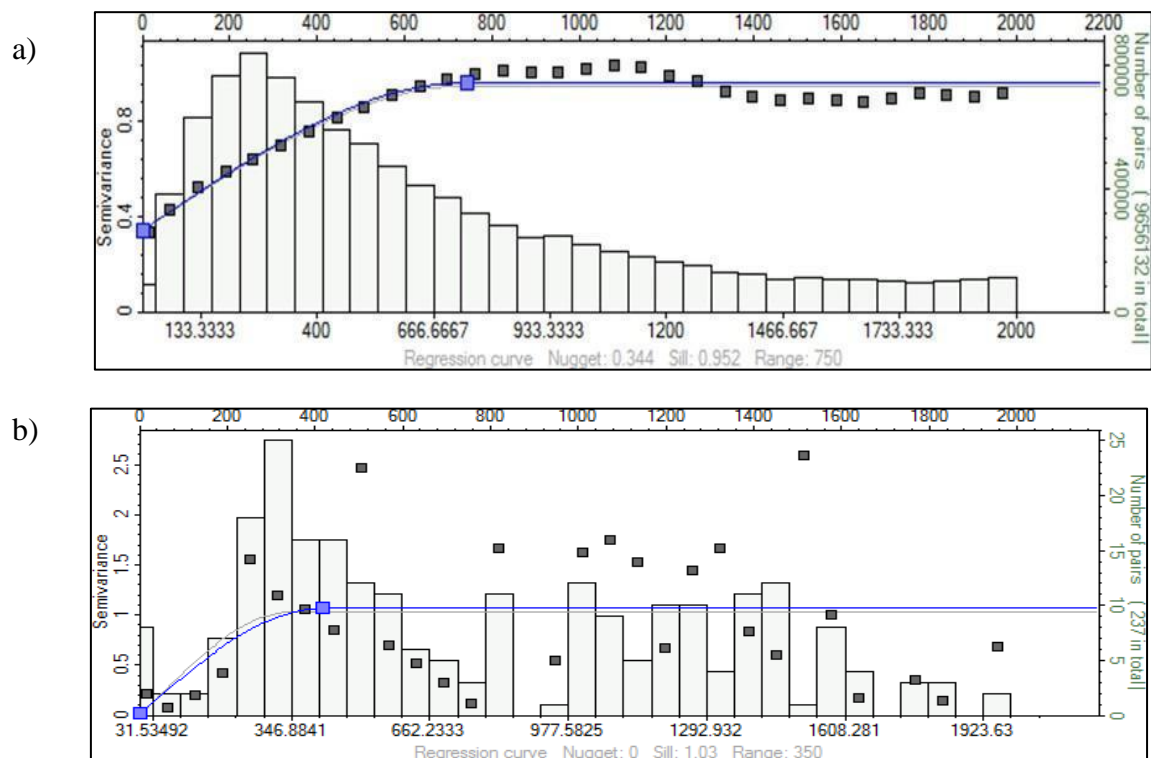 a)
0 200 400 600 800 1000 1200 1400 1600 1800 2000 2200
Semivariance
0 0.4 0.8
0 400000 8000000
Number of pairs ( 9656132 in total)
133.3333 400 666.6667 933.3333 1200 1466.667 1733.333 2000
Regression curve Nugget: 0.344 Sill: 0.952 Range: 750
b)
0 200 400 600 800 1000 1200 1400 1600 1800 2000
Semivariance
0 0.5 1 1.5 2 2.5
0 5 10 15 20 25
Number of pairs ( 237 in total)
31.53492 346.8841 662.2333 977.5825 1292.932 1608.281 1923.63
Regression curve Nugget: 0 Sill: 1.03 Range: 350